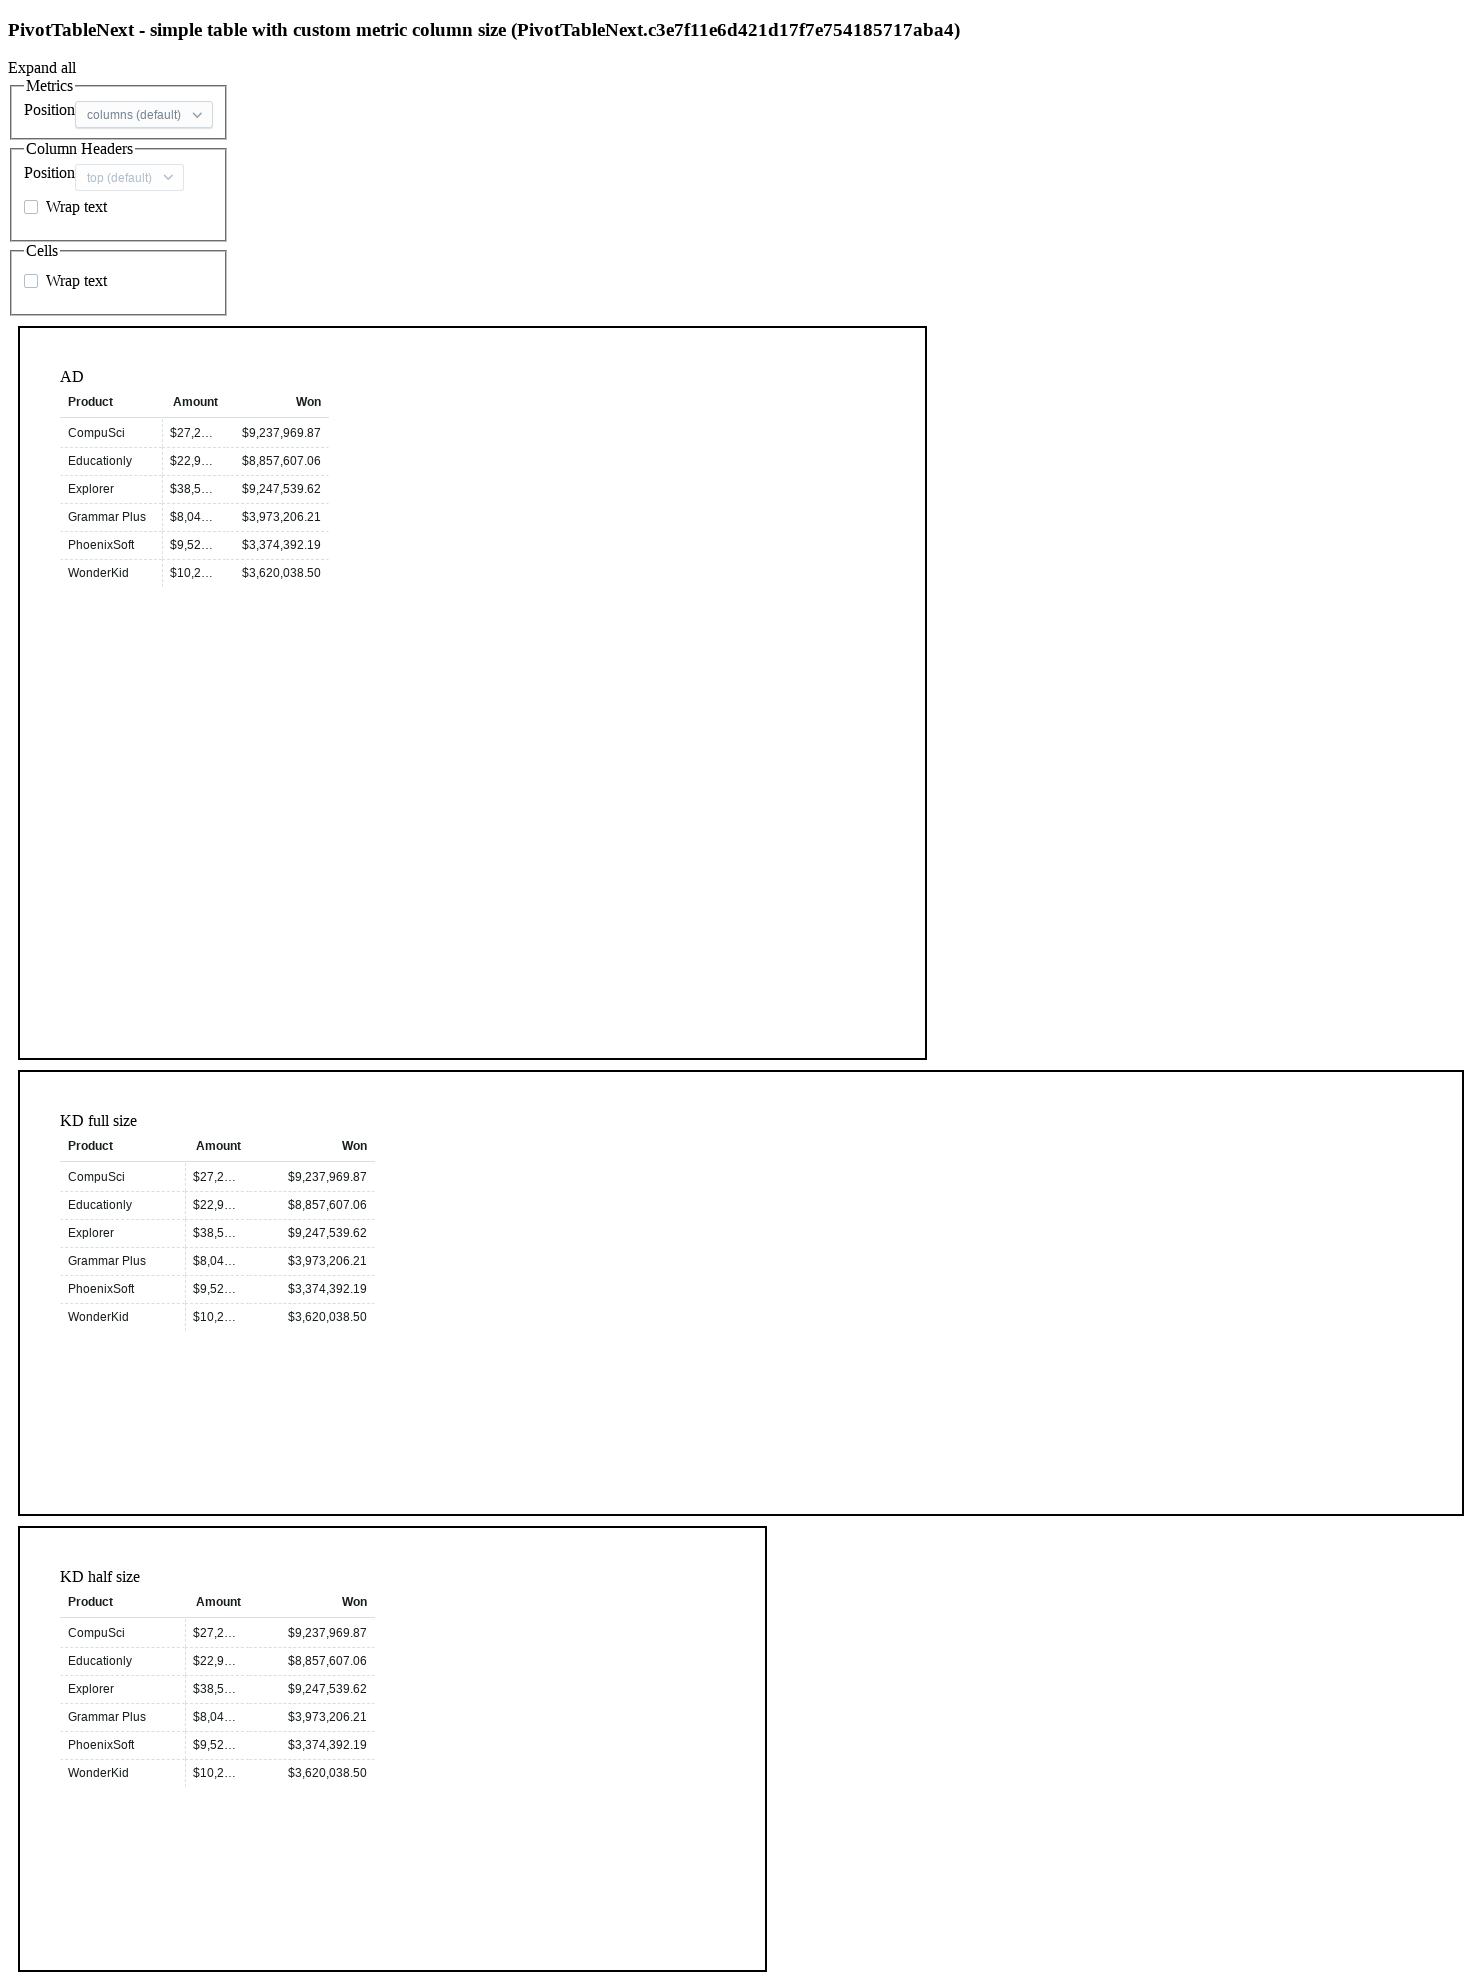 PivotTableNext - simple table with custom metric column size (PivotTableNext.c3e7f11e6d421d17f7e754185717aba4)
Expand all
Metrics
Position columns (default)
Column Headers
Position top (default)
Wrap text
Cells
Wrap text
AD
Product Amount Won
CompuSci $27,2… $9,237,969.87
Educationly $22,9… $8,857,607.06
Explorer $38,5… $9,247,539.62
Grammar Plus $8,04… $3,973,206.21
PhoenixSoft $9,52… $3,374,392.19
WonderKid $10,2… $3,620,038.50
KD full size
Product Amount Won
CompuSci $27,2… $9,237,969.87
Educationly $22,9… $8,857,607.06
Explorer $38,5… $9,247,539.62
Grammar Plus $8,04… $3,973,206.21
PhoenixSoft $9,52… $3,374,392.19
WonderKid $10,2… $3,620,038.50
KD half size
Product Amount Won
CompuSci $27,2… $9,237,969.87
Educationly $22,9… $8,857,607.06
Explorer $38,5… $9,247,539.62
Grammar Plus $8,04… $3,973,206.21
PhoenixSoft $9,52… $3,374,392.19
WonderKid $10,2… $3,620,038.50